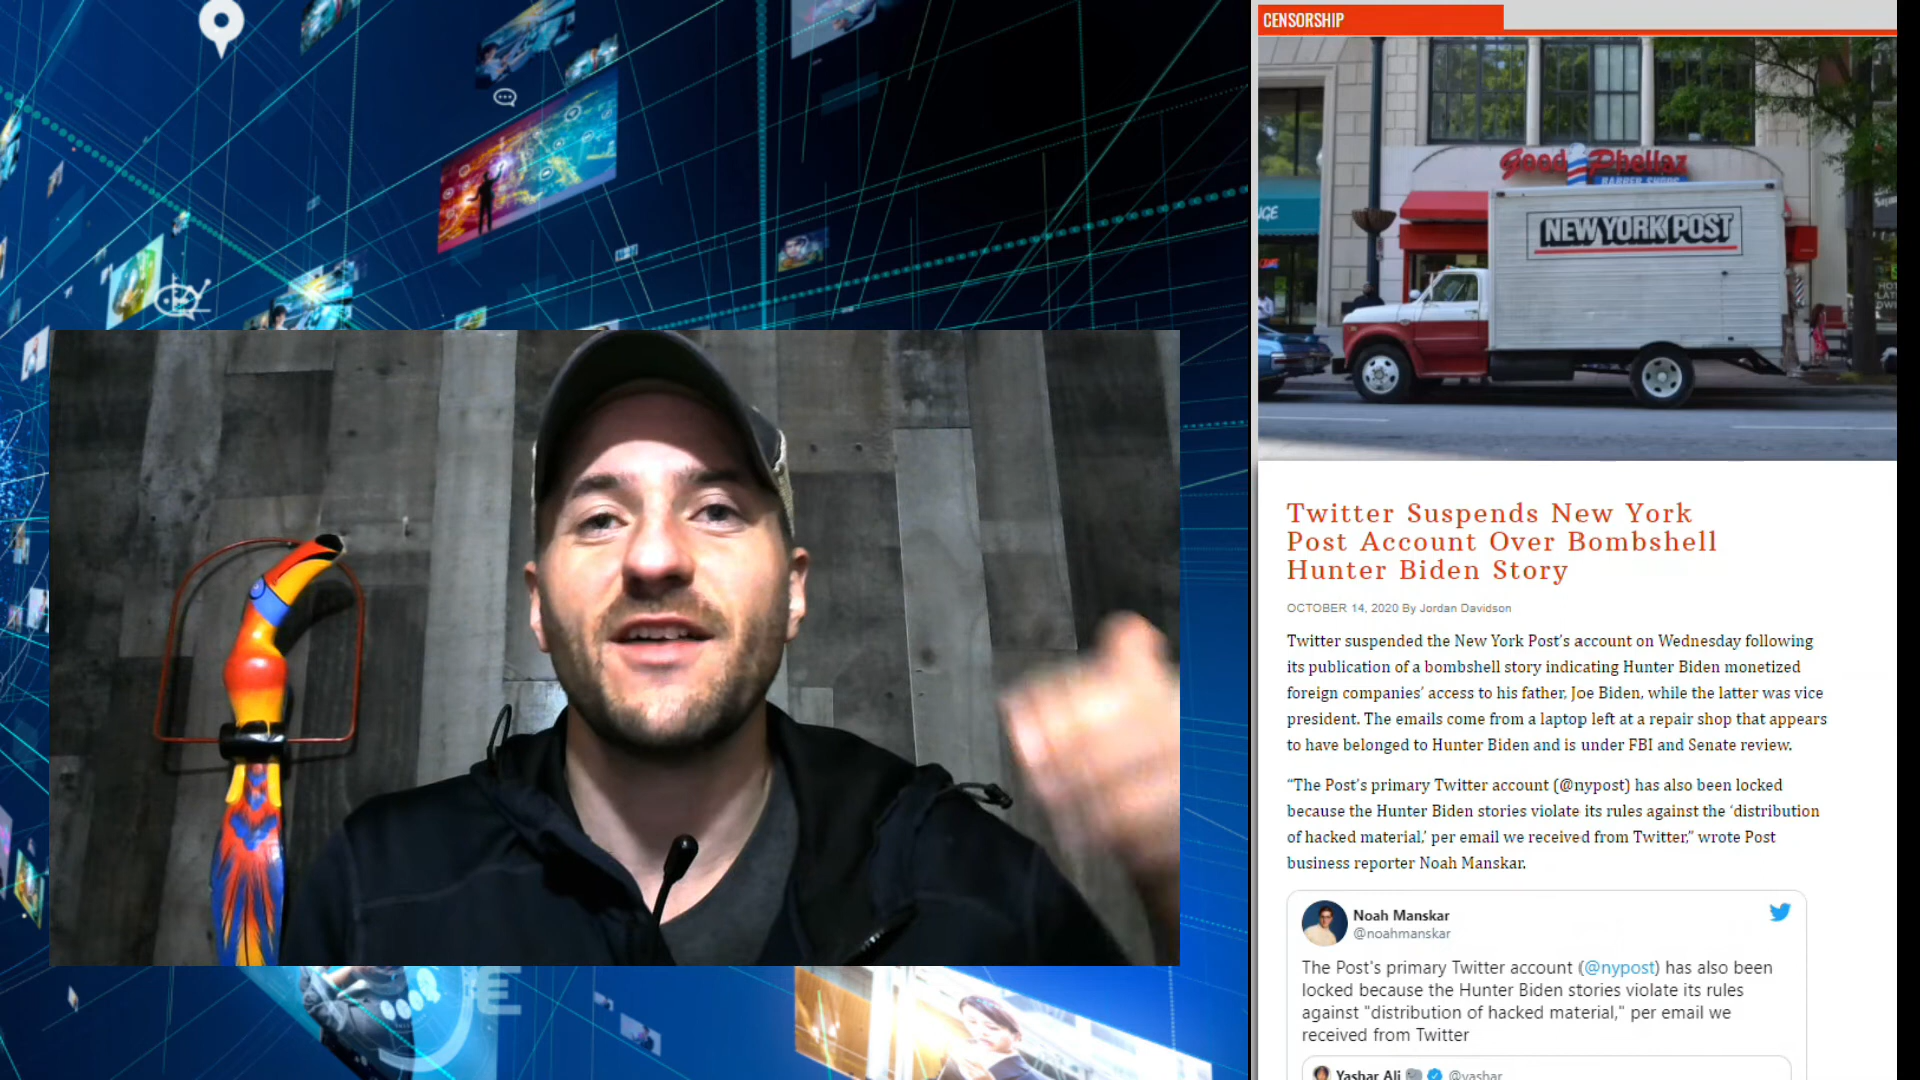 CENSORSHIP
Good Phellaz
BARBER SHOPS
NEW YORK POST
Twitter Suspends New York
Post Account Over Bombshell
Hunter Biden Story
OCTOBER 14, 2020 By Jordan Davidson
Twitter suspended the New York Post’s account on Wednesday following
its publication of a bombshell story indicating Hunter Biden monetized
foreign companies’ access to his father, Joe Biden, while the latter was vice
president. The emails come from a laptop left at a repair shop that appears
to have belonged to Hunter Biden and is under FBI and Senate review.
“The Post’s primary Twitter account (@nypost) has also been locked
because the Hunter Biden stories violate its rules against the ‘distribution
of hacked material,’ per email we received from Twitter,” wrote Post
business reporter Noah Manskar.
Noah Manskar
@noahmanskar
The Post's primary Twitter account (@nypost) has also been
locked because the Hunter Biden stories violate its rules
against "distribution of hacked material," per email we
received from Twitter
Yashar Ali @yashar